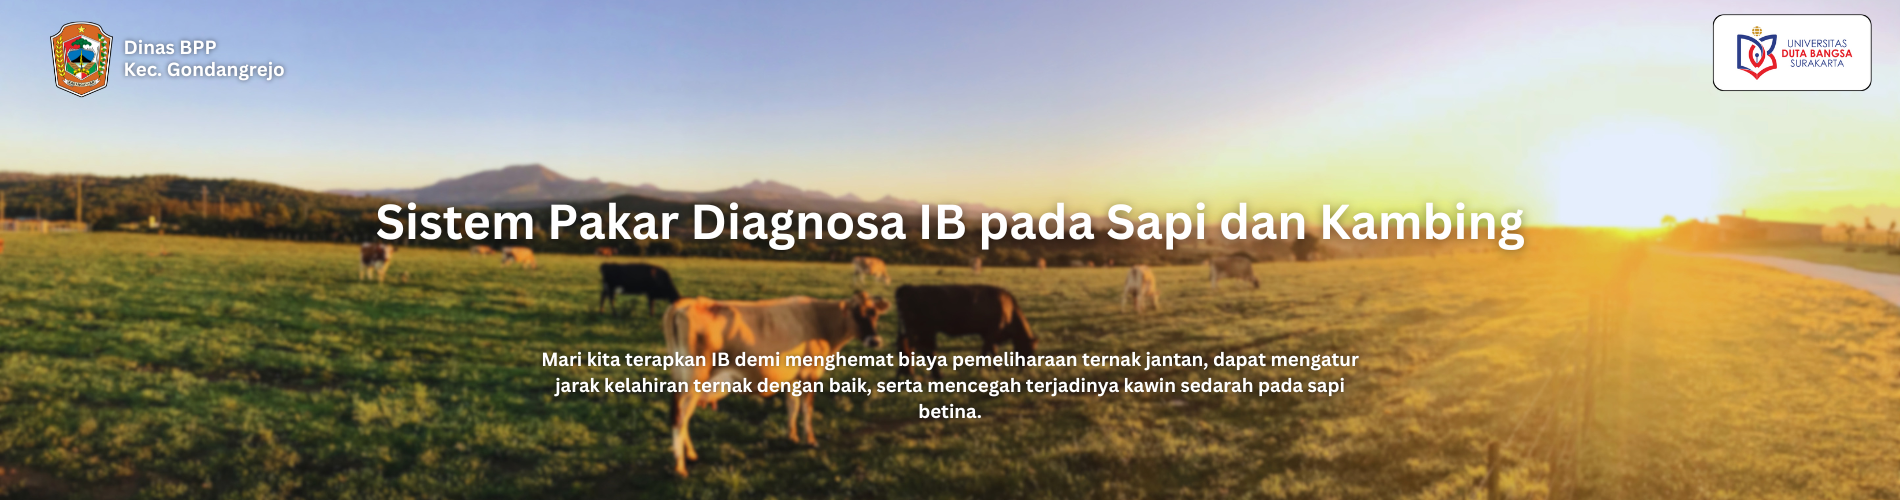 Dinas BPP
Kec. Gondangrejo
UNIVERSITAS
DUTA BANGSA
SURAKARTA
Sistem Pakar Diagnosa IB pada Sapi dan Kambing
Mari kita terapkan IB demi menghemat biaya pemeliharaan ternak jantan, dapat mengatur
jarak kelahiran ternak dengan baik, serta mencegah terjadinya kawin sedarah pada sapi
betina.